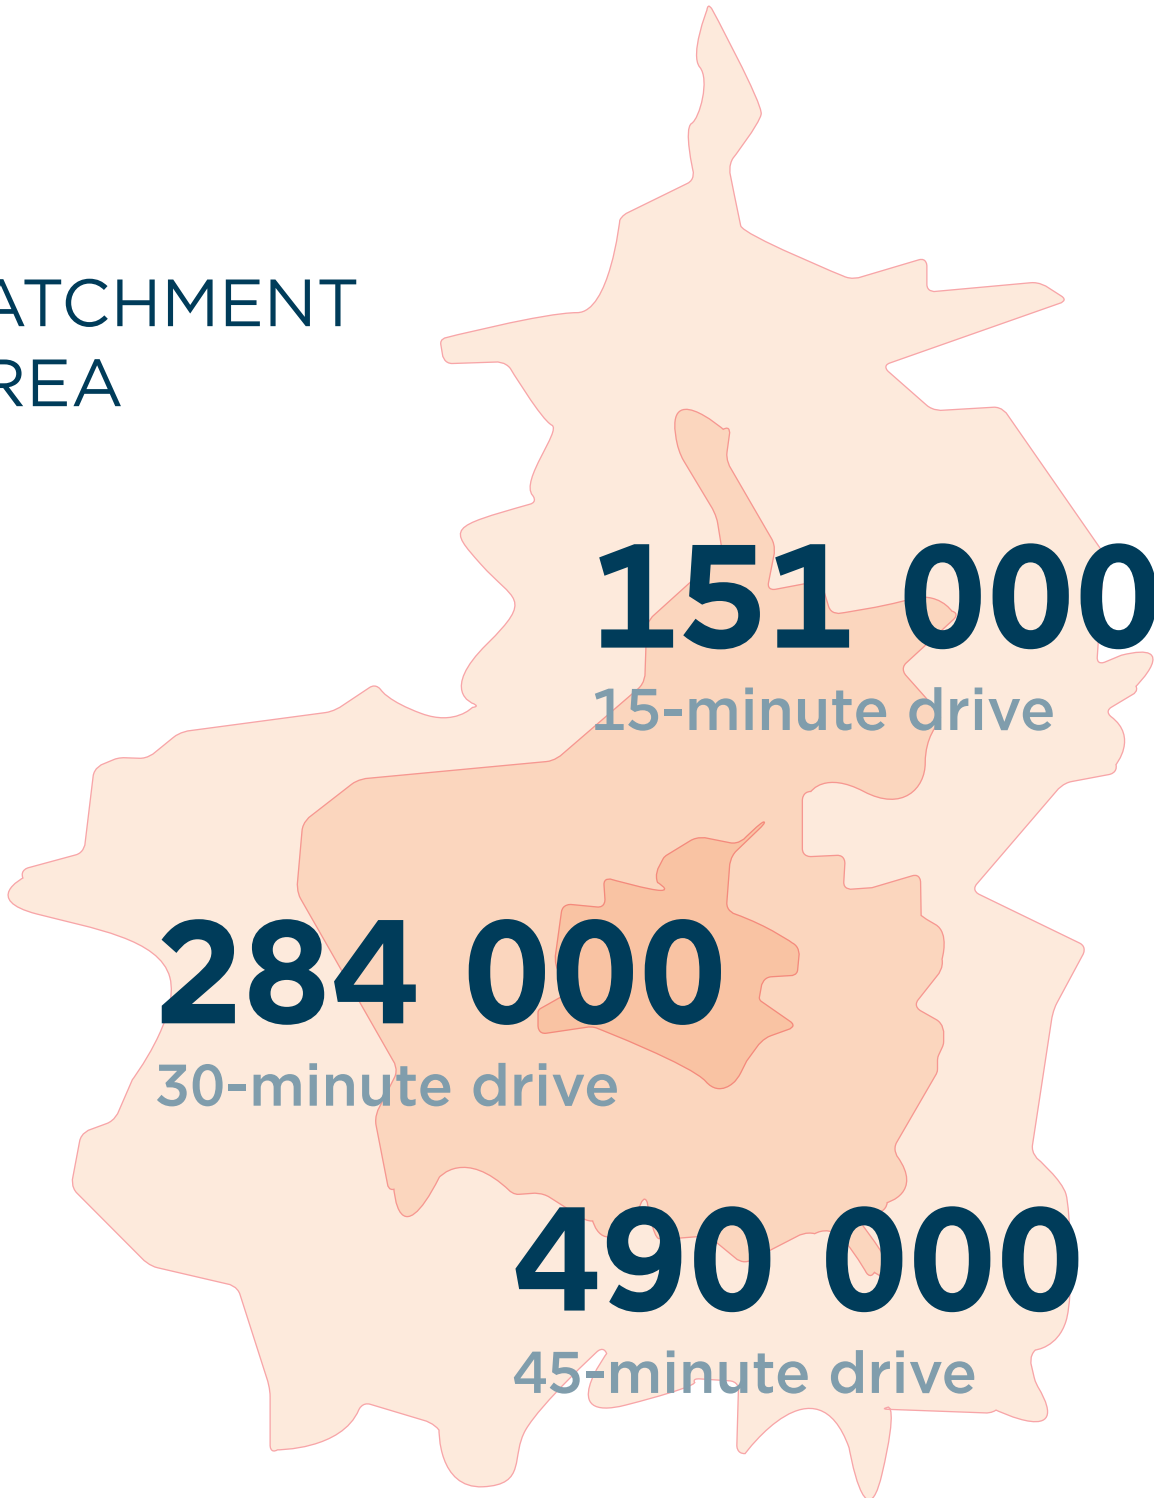 ATCHMENT
REA
151 000
15-minute drive
284 000
30-minute drive
490 000
45-minute drive